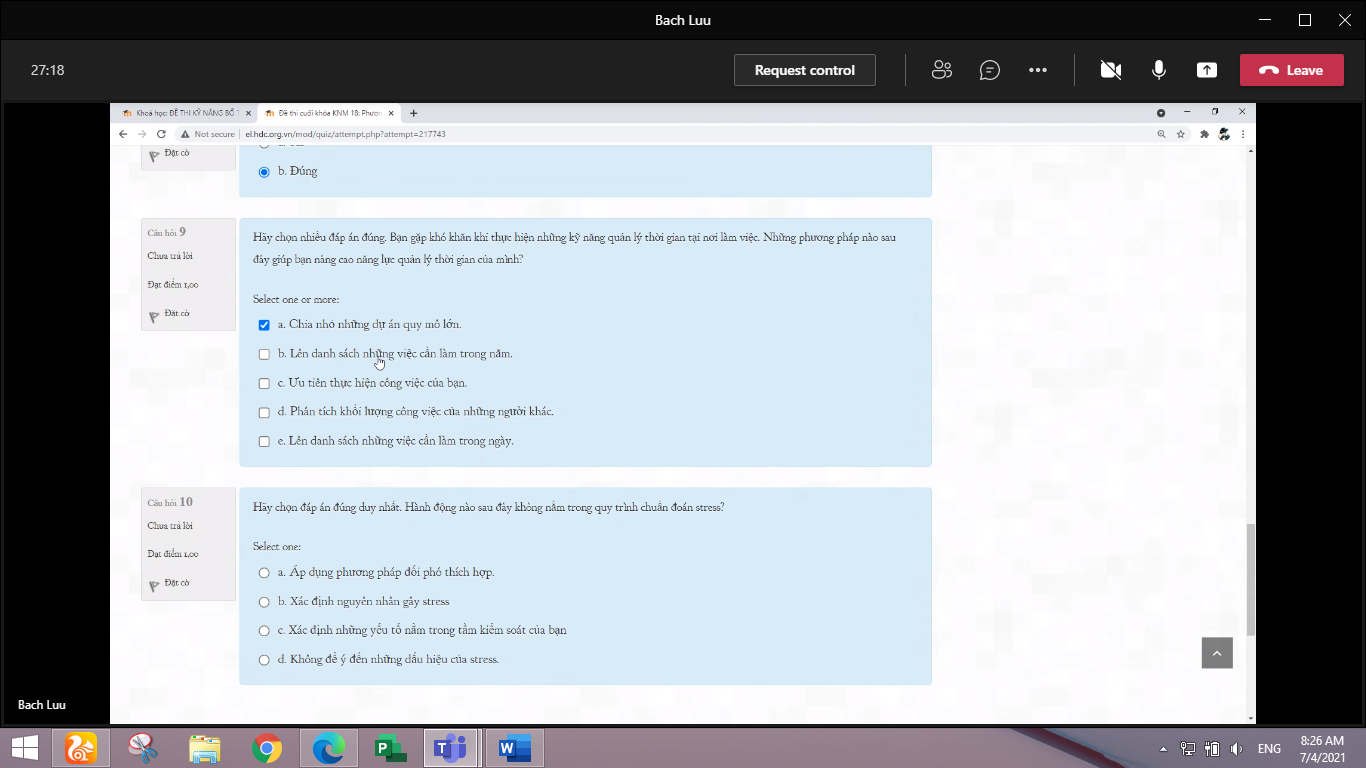 Bach Luu
27:18
Request control
Leave
Khoá học: ĐỀ THI KỸ NĂNG BỔ T
Đề thi cuối khóa KNM 18: Phươn
Not secure
el.hdc.org.vn/mod/quiz/attempt.php?attempt=217743
Đặt cờ
b. Đúng
Câu hỏi 9
Chưa trả lời
Đạt điểm 1,00
Đặt cờ
Hãy chọn nhiều đáp án đúng. Bạn gặp khó khăn khi thực hiện những kỹ năng quản lý thời gian tại nơi làm việc. Những phương pháp nào sau
đây giúp bạn nâng cao năng lực quản lý thời gian của mình?
Select one or more:
a. Chia nhỏ những dự án quy mô lớn.
b. Lên danh sách những việc cần làm trong năm.
c. Ưu tiên thực hiện công việc của bạn.
d. Phân tích khối lượng công việc của những người khác.
e. Lên danh sách những việc cần làm trong ngày.
Câu hỏi 10
Chưa trả lời
Đạt điểm 1,00
Đặt cờ
Hãy chọn đáp án đúng duy nhất. Hành động nào sau đây không nằm trong quy trình chuẩn đoán stress?
Select one:
a. Áp dụng phương pháp đối phó thích hợp.
b. Xác định nguyên nhân gây stress
c. Xác định những yếu tố nằm trong tầm kiểm soát của bạn
d. Không để ý đến những dấu hiệu của stress.
Bach Luu
ENG
8:26 AM
7/4/2021